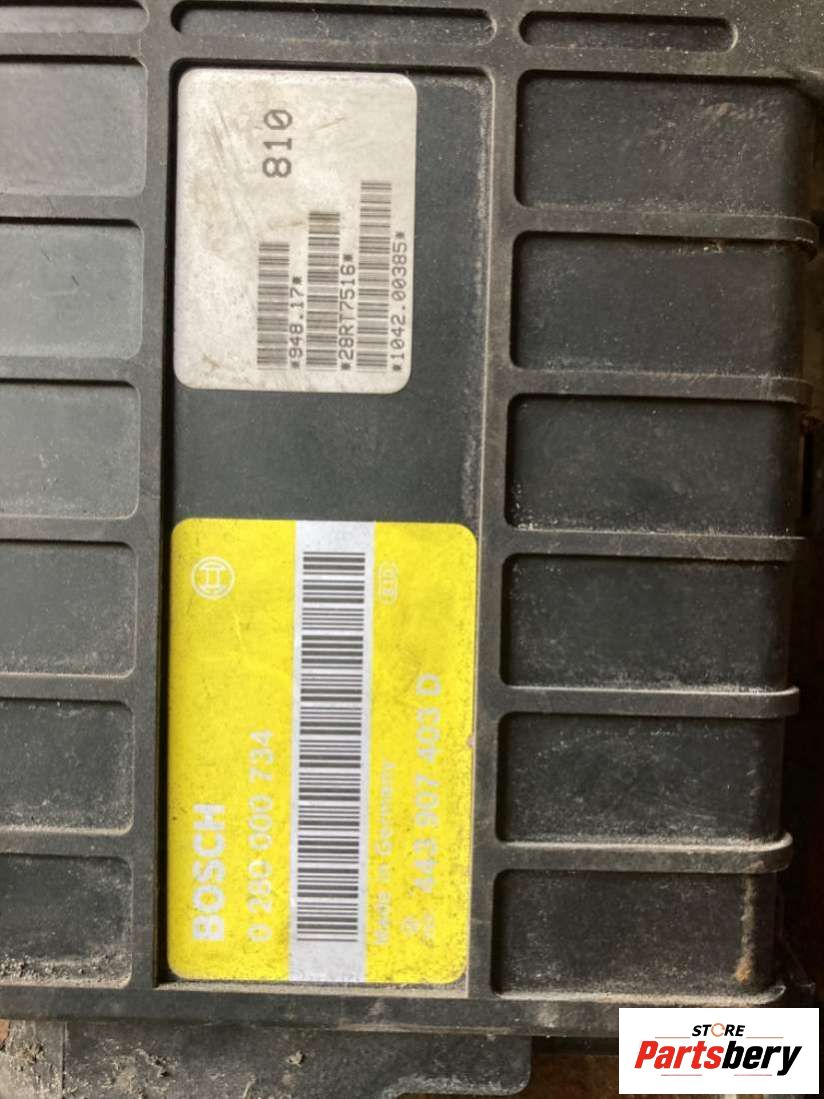 810
*948.17*
*28RT7516*
*1042.00385*
BOSCH
0 280 000 734
810
Made in Germany
443 907 403 D
STORE
Partsbery